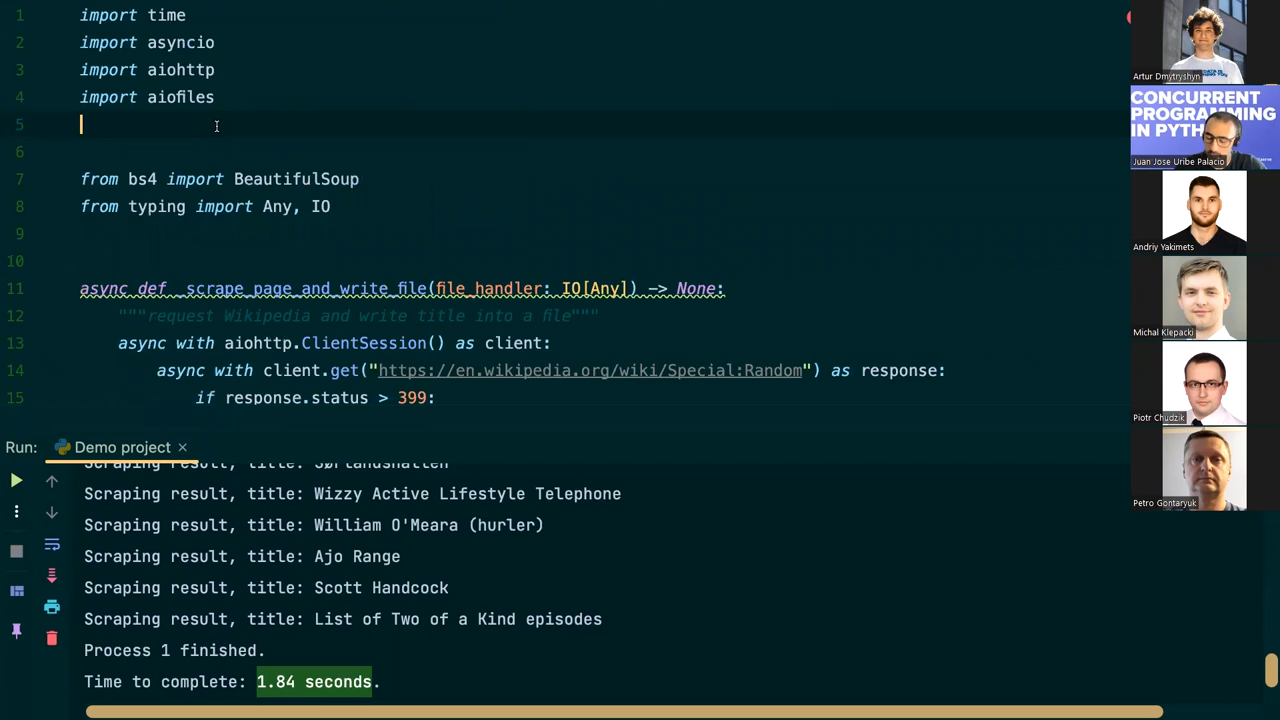 1 import time
2 import asyncio
3 import aiohttp
4 import aiofiles
5
6
7 from bs4 import BeautifulSoup
8 from typing import Any, IO
9
10
11 async def _scrape_page_and_write_file(file_handler: IO[Any]) -> None:
12 """request Wikipedia and write title into a file"""
13 async with aiohttp.ClientSession() as client:
14 async with client.get("https://en.wikipedia.org/wiki/Special:Random") as response:
15 if response.status > 399:
Run: Demo project ×
Scraping result, title: Sørlandshallen
Scraping result, title: Wizzy Active Lifestyle Telephone
Scraping result, title: William O'Meara (hurler)
Scraping result, title: Ajo Range
Scraping result, title: Scott Handcock
Scraping result, title: List of Two of a Kind episodes
Process 1 finished.
Time to complete: 1.84 seconds.
Artur Dmytryshyn
CONCURRENT
PROGRAMMING
IN PYTH
Juan Jose Uribe Palacio
Andriy Yakimets
Michal Klepacki
Piotr Chudzik
Petro Gontaryuk